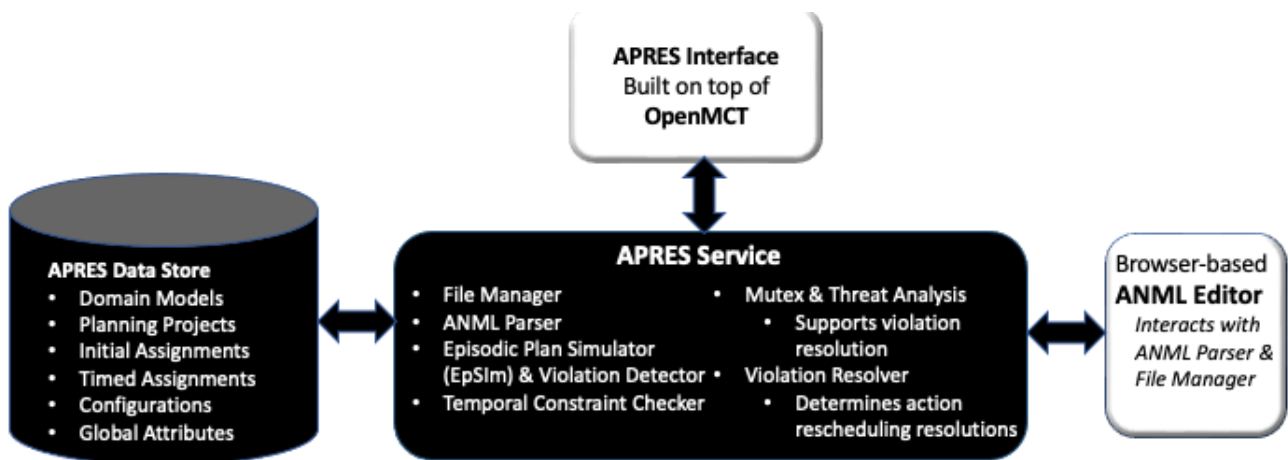 APRES Interface
Built on top of
OpenMCT
APRES Data Store
• Domain Models
• Planning Projects
• Initial Assignments
• Timed Assignments
• Configurations
• Global Attributes
APRES Service
• File Manager
• ANML Parser
• Episodic Plan Simulator
(EpSIm) & Violation Detector
• Temporal Constraint Checker
• Mutex & Threat Analysis
• Supports violation
resolution
• Violation Resolver
• Determines action
rescheduling resolutions
Browser-based
ANML Editor
Interacts with
ANML Parser &
File Manager